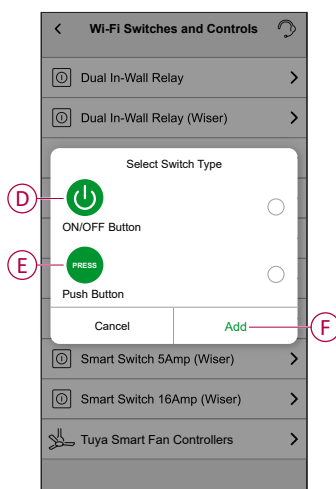 Wi-Fi Switches and Controls
Dual In-Wall Relay
Dual In-Wall Relay (Wiser)
Select Switch Type
D
ON/OFF Button
E
PRESS
Push Button
Cancel
Add
F
Smart Switch 5Amp (Wiser)
Smart Switch 16Amp (Wiser)
Tuya Smart Fan Controllers